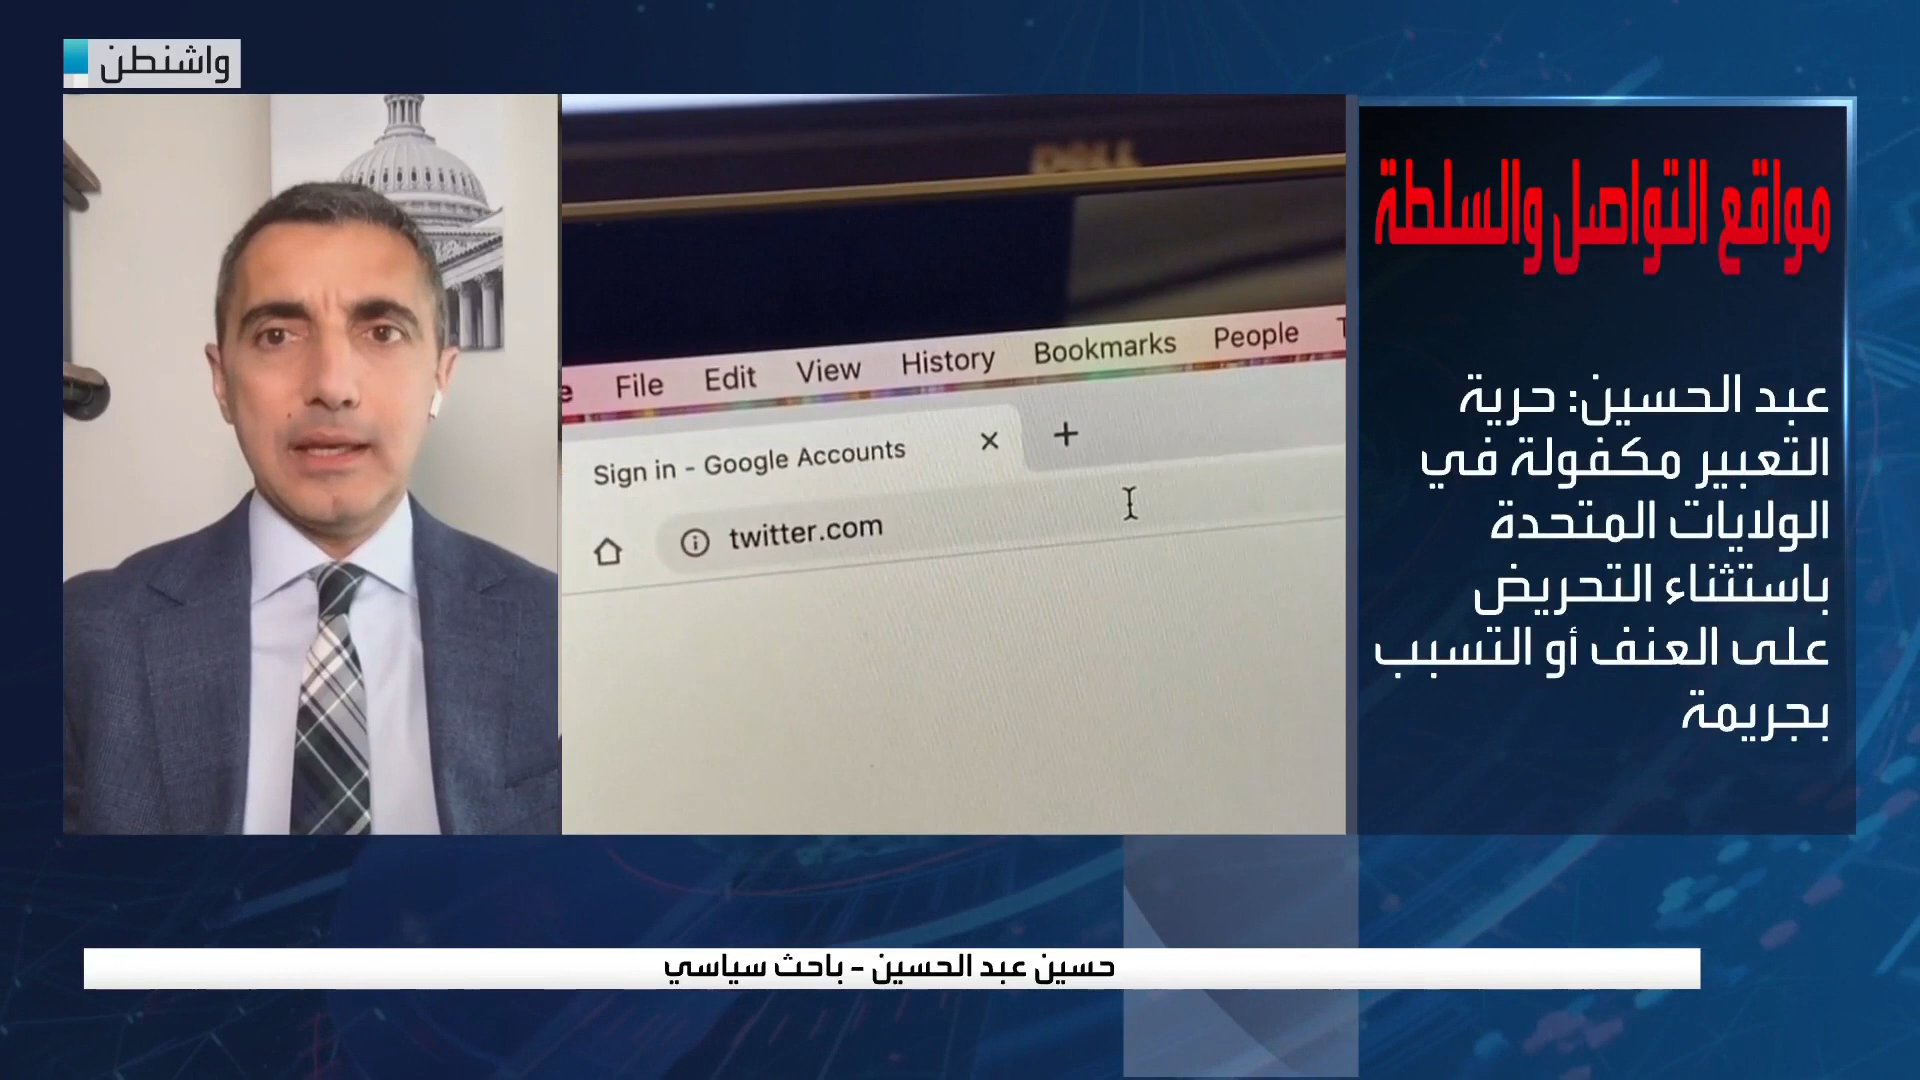 واشنطن
مواقع التواصل والسلطة
عبد الحسين: حرية
التعبير مكفولة في
الولايات المتحدة
باستثناء التحريض
على العنف أو التسبب
بجريمة
DELL
File Edit View History Bookmarks People
Sign in - Google Accounts
twitter.com
حسين عبد الحسين - باحث سياسي